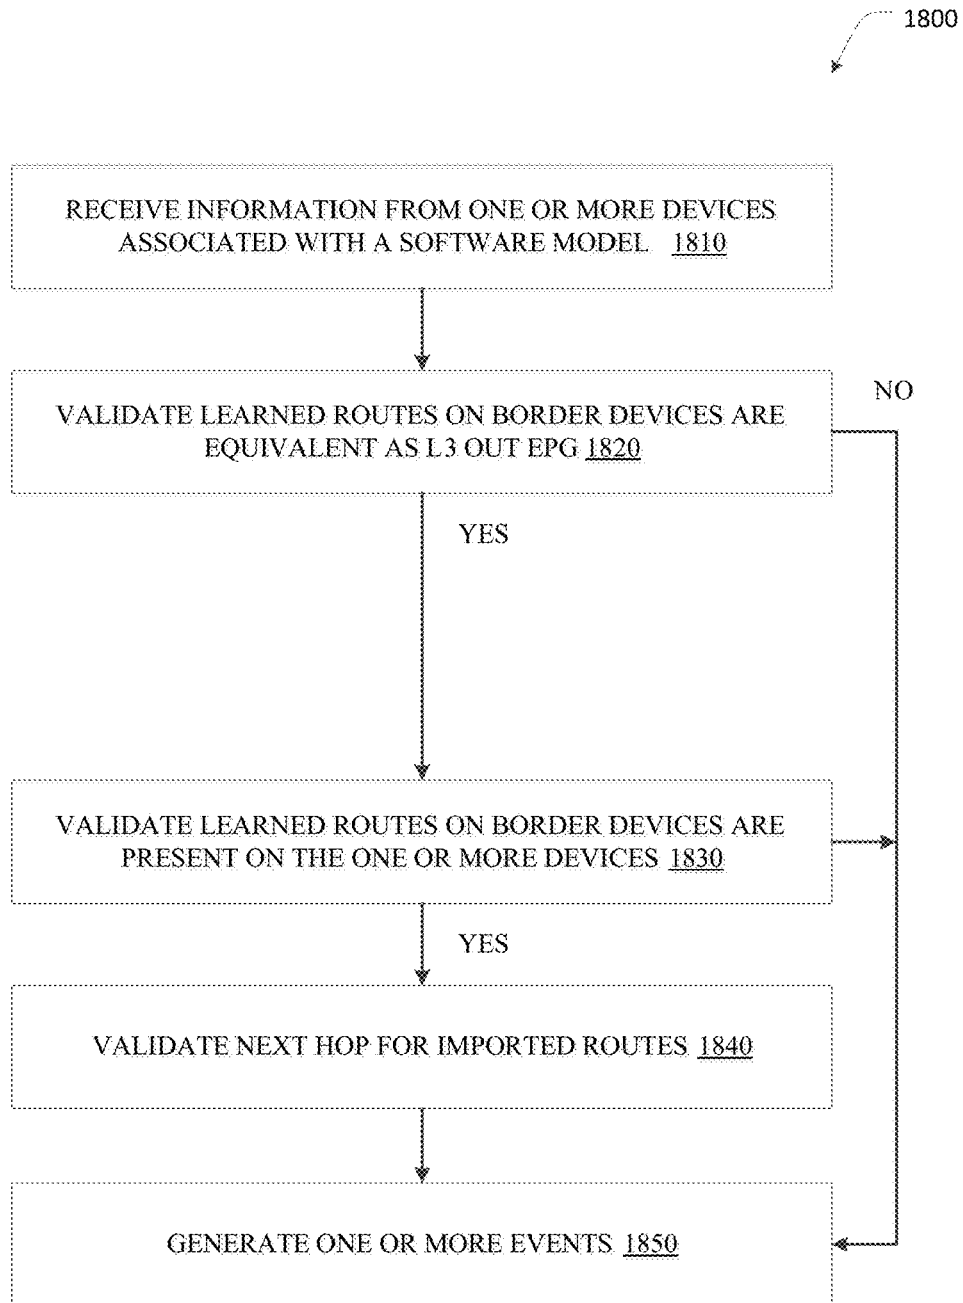 1800
RECEIVE INFORMATION FROM ONE OR MORE DEVICES
ASSOCIATED WITH A SOFTWARE MODEL 1810
VALIDATE LEARNED ROUTES ON BORDER DEVICES ARE
EQUIVALENT AS L3 OUT EPG 1820
NO
YES
VALIDATE LEARNED ROUTES ON BORDER DEVICES ARE
PRESENT ON THE ONE OR MORE DEVICES 1830
YES
VALIDATE NEXT HOP FOR IMPORTED ROUTES 1840
GENERATE ONE OR MORE EVENTS 1850